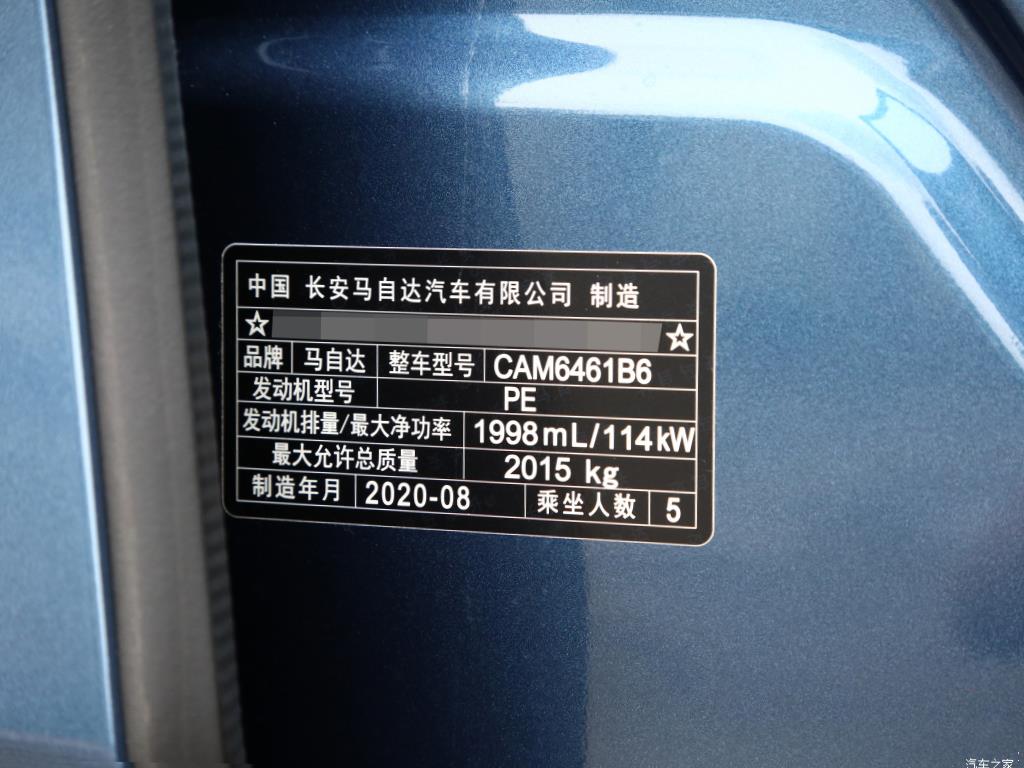 中国 长安马自达汽车有限公司 制造
☆ ☆
品牌 马自达 整车型号 CAM6461B6
发动机型号 PE
发动机排量/最大净功率 1998mL/114kW
最大允许总质量 2015 kg
制造年月 2020-08 乘坐人数 5
汽车之家